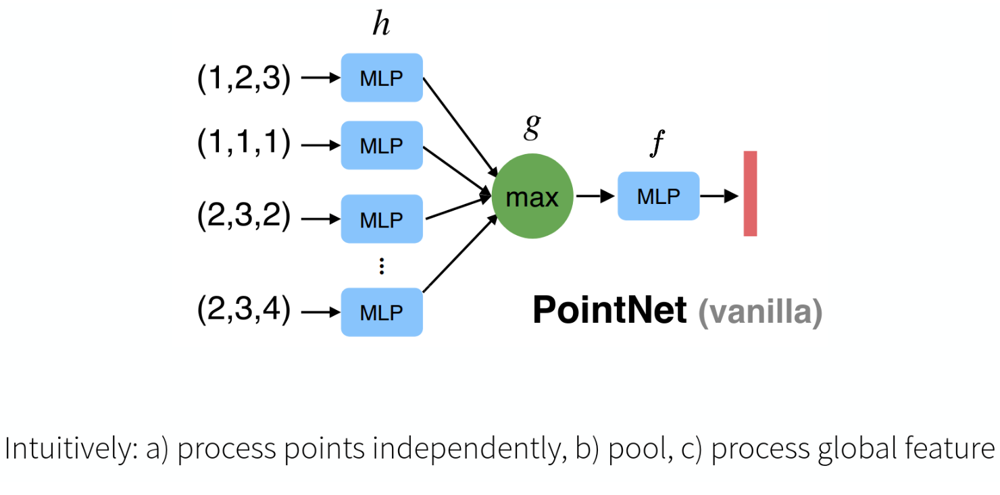 h
(1,2,3) MLP
(1,1,1) MLP
g
f
(2,3,2) MLP
max
MLP
⋮
(2,3,4) MLP
PointNet (vanilla)
Intuitively: a) process points independently, b) pool, c) process global feature